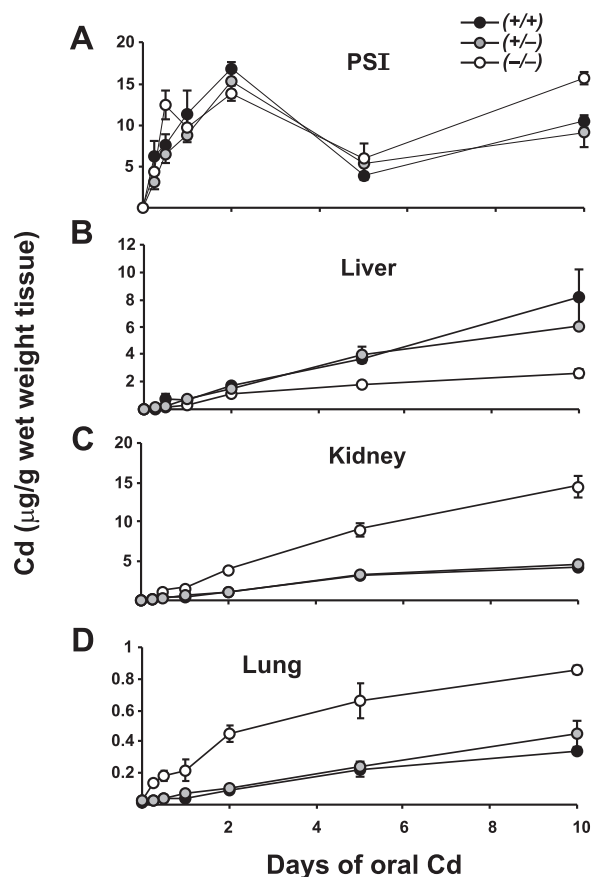 A
PSI
(+/+)
(+/–)
(–/–)
20
15
10
5
B
Liver
12
10
8
6
4
2
C
Kidney
20
15
10
5
D
Lung
1
0.8
0.6
0.4
0.2
2
4
6
8
10
Cd (µg/g wet weight tissue)
Days of oral Cd